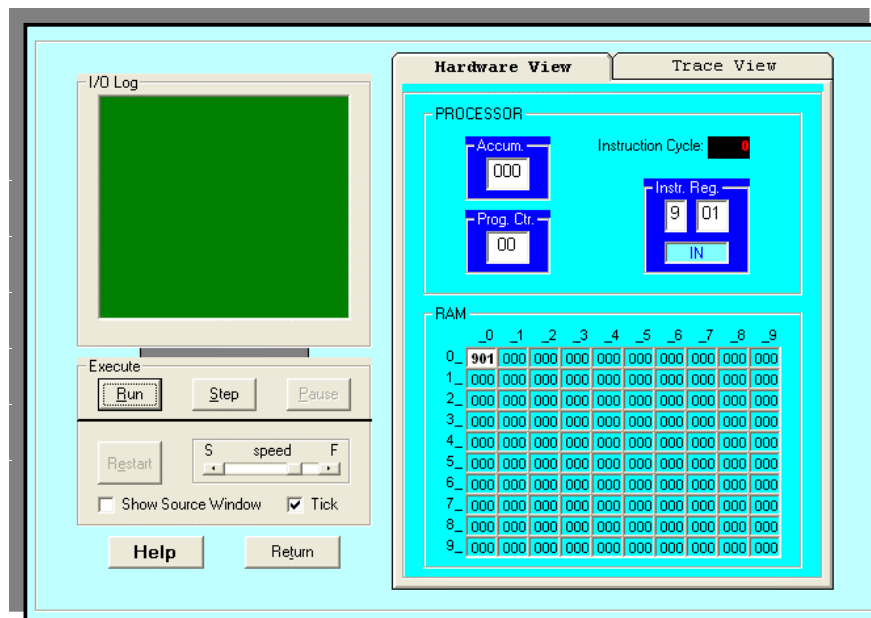 I/O Log
Hardware View
Trace View
PROCESSOR
Accum.
000
Instruction Cycle: 0
Instr. Reg.
9 01
IN
Prog. Ctr.
00
RAM
_0 _1 _2 _3 _4 _5 _6 _7 _8 _9
0_ 901 000 000 000 000 000 000 000 000 000
1_ 000 000 000 000 000 000 000 000 000 000
2_ 000 000 000 000 000 000 000 000 000 000
3_ 000 000 000 000 000 000 000 000 000 000
4_ 000 000 000 000 000 000 000 000 000 000
5_ 000 000 000 000 000 000 000 000 000 000
6_ 000 000 000 000 000 000 000 000 000 000
7_ 000 000 000 000 000 000 000 000 000 000
8_ 000 000 000 000 000 000 000 000 000 000
9_ 000 000 000 000 000 000 000 000 000 000
Execute
Run Step Pause
Restart
S speed F
Show Source Window Tick
Help Return